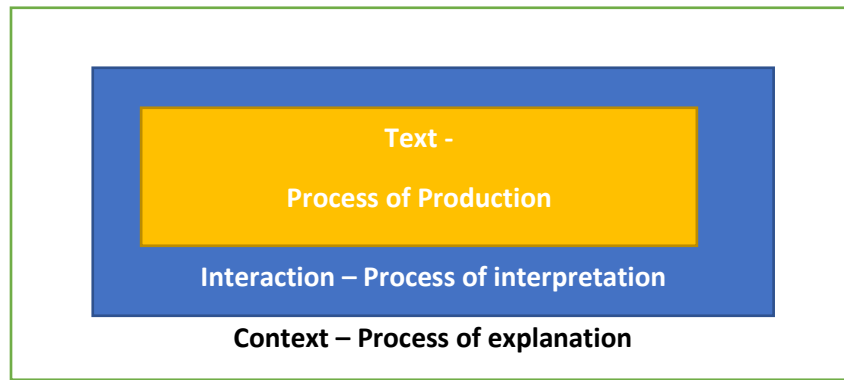 Text -
Process of Production
Interaction – Process of interpretation
Context – Process of explanation